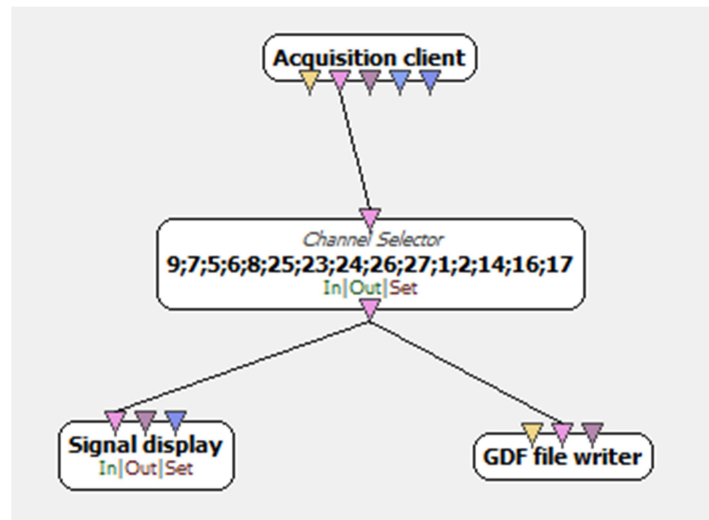 Acquisition client
Channel Selector
9;7;5;6;8;25;23;24;26;27;1;2;14;16;17
In|Out|Set
Signal display
In|Out|Set
GDF file writer